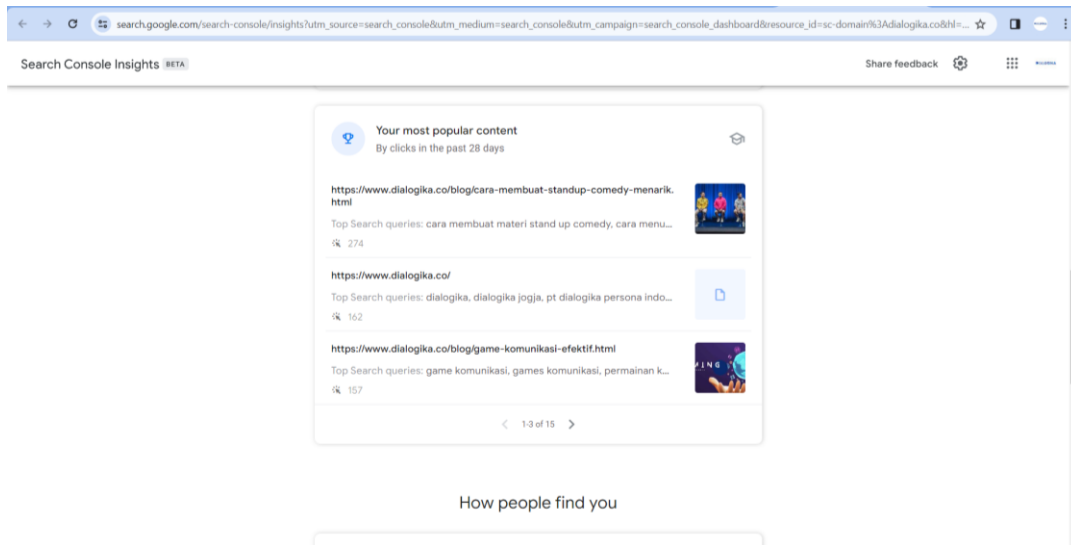 search.google.com/search-console/insights?utm_source=search_console&utm_medium=search_console&utm_campaign=search_console_dashboard&resource_id=sc-domain%3Adialogika.co&hl=...
Search Console Insights BETA
Share feedback
Your most popular content
By clicks in the past 28 days
https://www.dialogika.co/blog/cara-membuat-standup-comedy-menarik.
html
Top Search queries: cara membuat materi stand up comedy, cara menu...
274
https://www.dialogika.co/
Top Search queries: dialogika, dialogika jogja, pt dialogika persona indo...
162
https://www.dialogika.co/blog/game-komunikasi-efektif.html
Top Search queries: game komunikasi, games komunikasi, permainan k...
157
1-3 of 15
How people find you